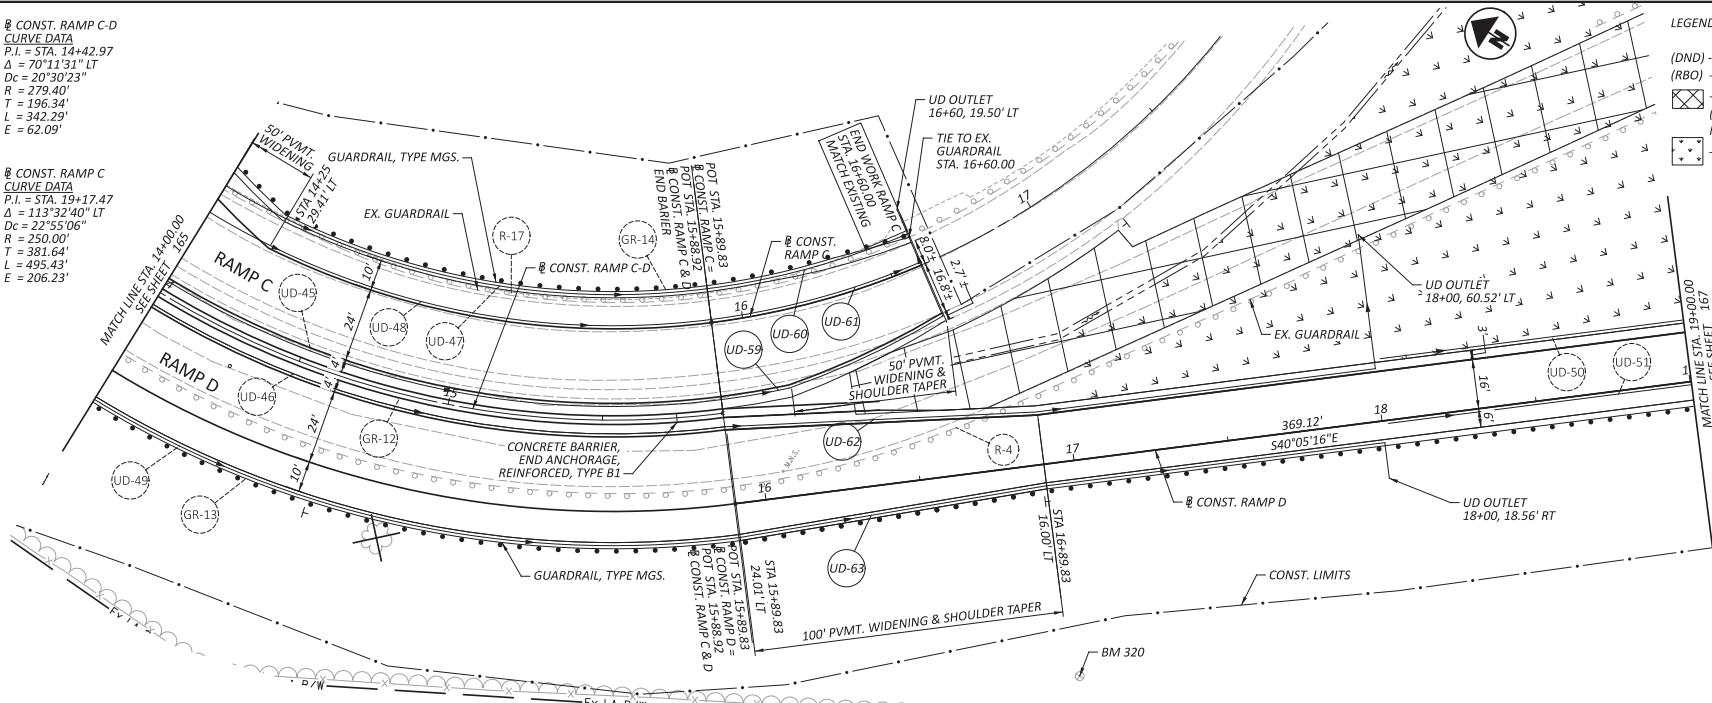 ℄ CONST. RAMP C-D
CURVE DATA
P.I. = STA. 14+42.97
Δ = 70°11'31" LT
Dc = 20°30'23"
R = 279.40'
T = 196.34'
L = 342.29'
E = 62.09'
℄ CONST. RAMP C
CURVE DATA
P.I. = STA. 19+17.47
Δ = 113°32'40" LT
Dc = 22°55'06"
R = 250.00'
T = 381.64'
L = 495.43'
E = 206.23'
MATCH LINE STA. 14+00.00
SEE SHEET 165
50' PVMT.
WIDENING
STA 14+25
29.41' LT
GUARDRAIL, TYPE MGS.
EX. GUARDRAIL
R-17
GR-14
℄ CONST. RAMP C-D
POT STA. 15+89.83
℄ CONST. RAMP C =
POT STA. 15+88.92
℄ CONST. RAMP C & D
END BARIER
℄ CONST.
RAMP C
END WORK RAMP C
STA. 16+60.00
MATCH EXISTING
UD OUTLET
16+60, 19.50' LT
TIE TO EX.
GUARDRAIL
STA. 16+60.00
8.0'±
16.8'±
2.7'±
17
T
N
LEGEND
(DND) -
(RBO) -
RAMP C
RAMP D
UD-45
UD-48
UD-47
UD-46
GR-12
UD-49
GR-13
10'
24'
4'
4'
24'
10'
15
T
16
UD-59
UD-60
UD-61
50' PVMT.
WIDENING &
SHOULDER TAPER
UD-62
R-4
CONCRETE BARRIER,
END ANCHORAGE,
REINFORCED, TYPE B1
M.N.S.
16
17
18
369.12'
S40°05'16"E
EX. GUARDRAIL
UD OUTLET
18+00, 60.52' LT
3'
16'
6'
UD-50
UD-51
MATCH LINE STA. 19+00.00
SEE SHEET 167
℄ CONST. RAMP D
UD OUTLET
18+00, 18.56' RT
GUARDRAIL, TYPE MGS.
POT STA. 15+89.83
℄ CONST. RAMP D =
POT STA. 15+88.92
℄ CONST. RAMP C & D
STA 15+89.83
24.01' LT
UD-63
STA 16+89.83
16.00' LT
100' PVMT. WIDENING & SHOULDER TAPER
CONST. LIMITS
BM 320